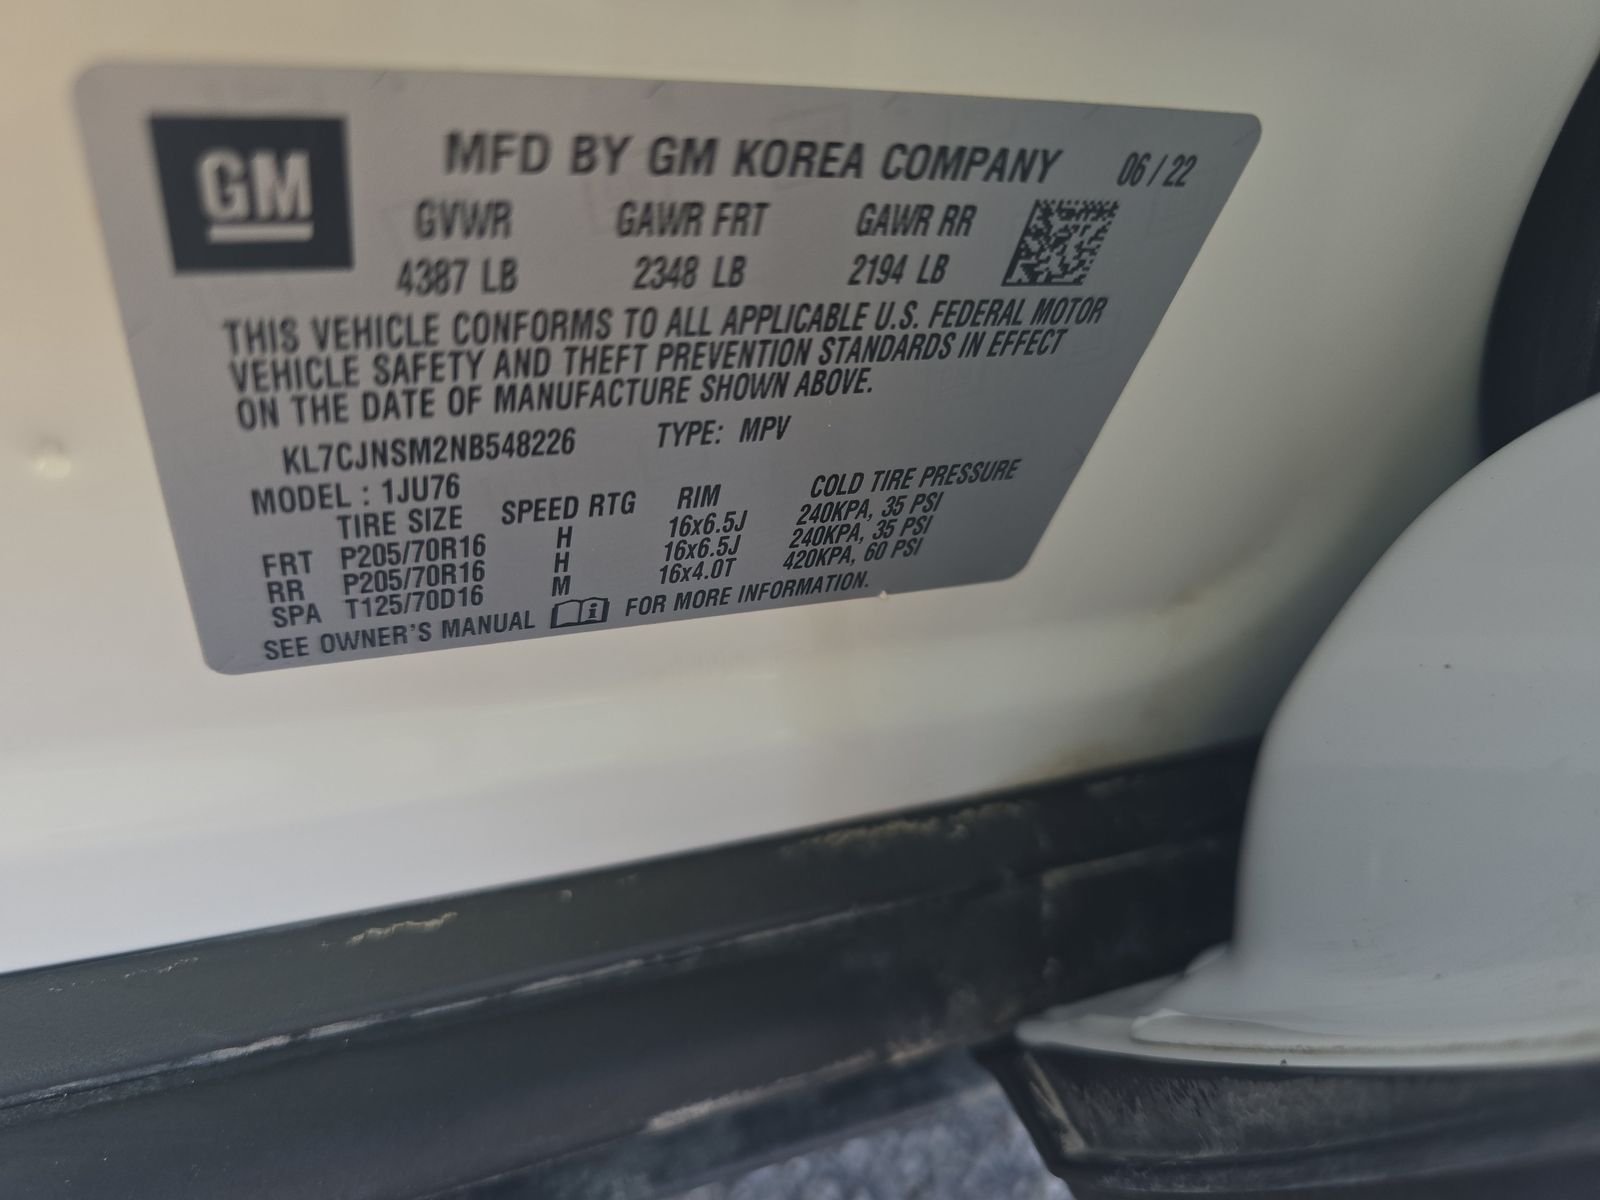 GM
MFD BY GM KOREA COMPANY 06/22
GVWR GAWR FRT GAWR RR
4387 LB 2348 LB 2194 LB
THIS VEHICLE CONFORMS TO ALL APPLICABLE U.S. FEDERAL MOTOR
VEHICLE SAFETY AND THEFT PREVENTION STANDARDS IN EFFECT
ON THE DATE OF MANUFACTURE SHOWN ABOVE.
KL7CJNSM2NB548226 TYPE: MPV
MODEL : 1JU76
TIRE SIZE SPEED RTG RIM COLD TIRE PRESSURE
FRT P205/70R16 H 16x6.5J 240KPA, 35 PSI
RR P205/70R16 H 16x6.5J 240KPA, 35 PSI
SPA T125/70D16 M 16x4.0T 420KPA, 60 PSI
SEE OWNER'S MANUAL FOR MORE INFORMATION.